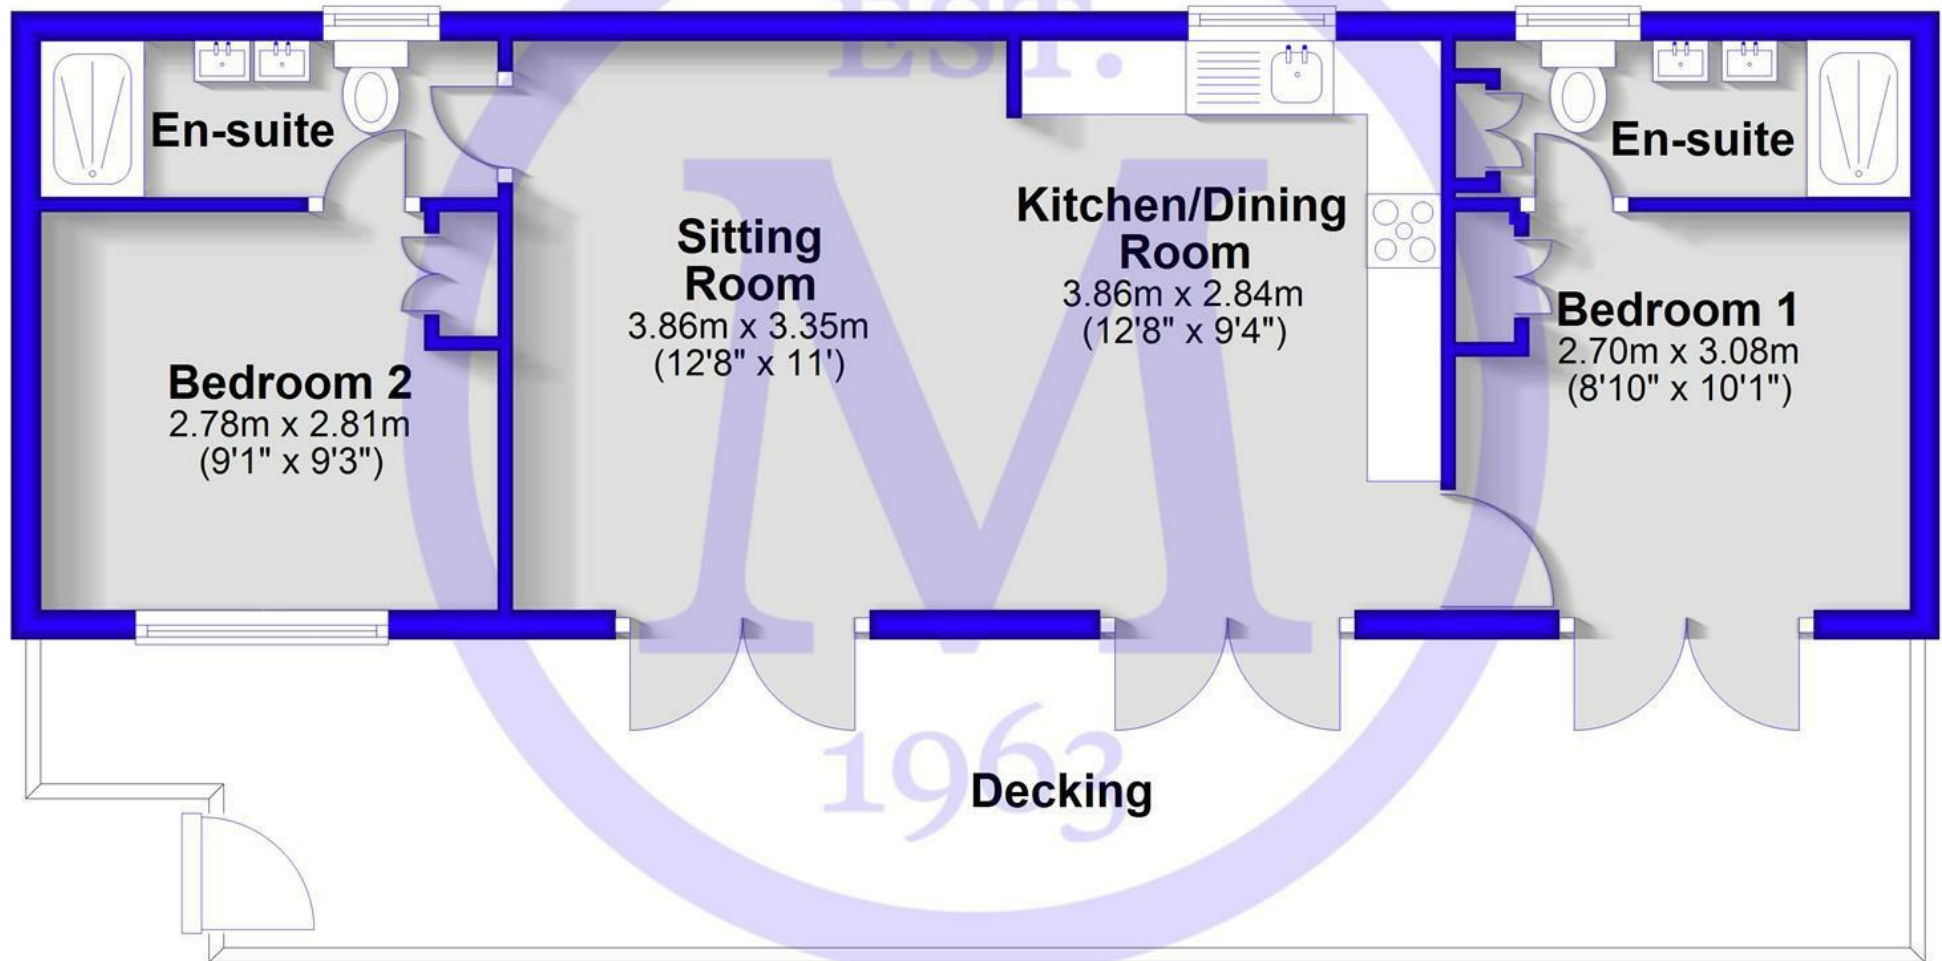 EST.
En-suite
Sitting
Room
3.86m x 3.35m
(12'8" x 11')
Kitchen/Dining
Room
3.86m x 2.84m
(12'8" x 9'4")
En-suite
Bedroom 1
2.70m x 3.08m
(8'10" x 10'1")
Bedroom 2
2.78m x 2.81m
(9'1" x 9'3")
M
1963
Decking